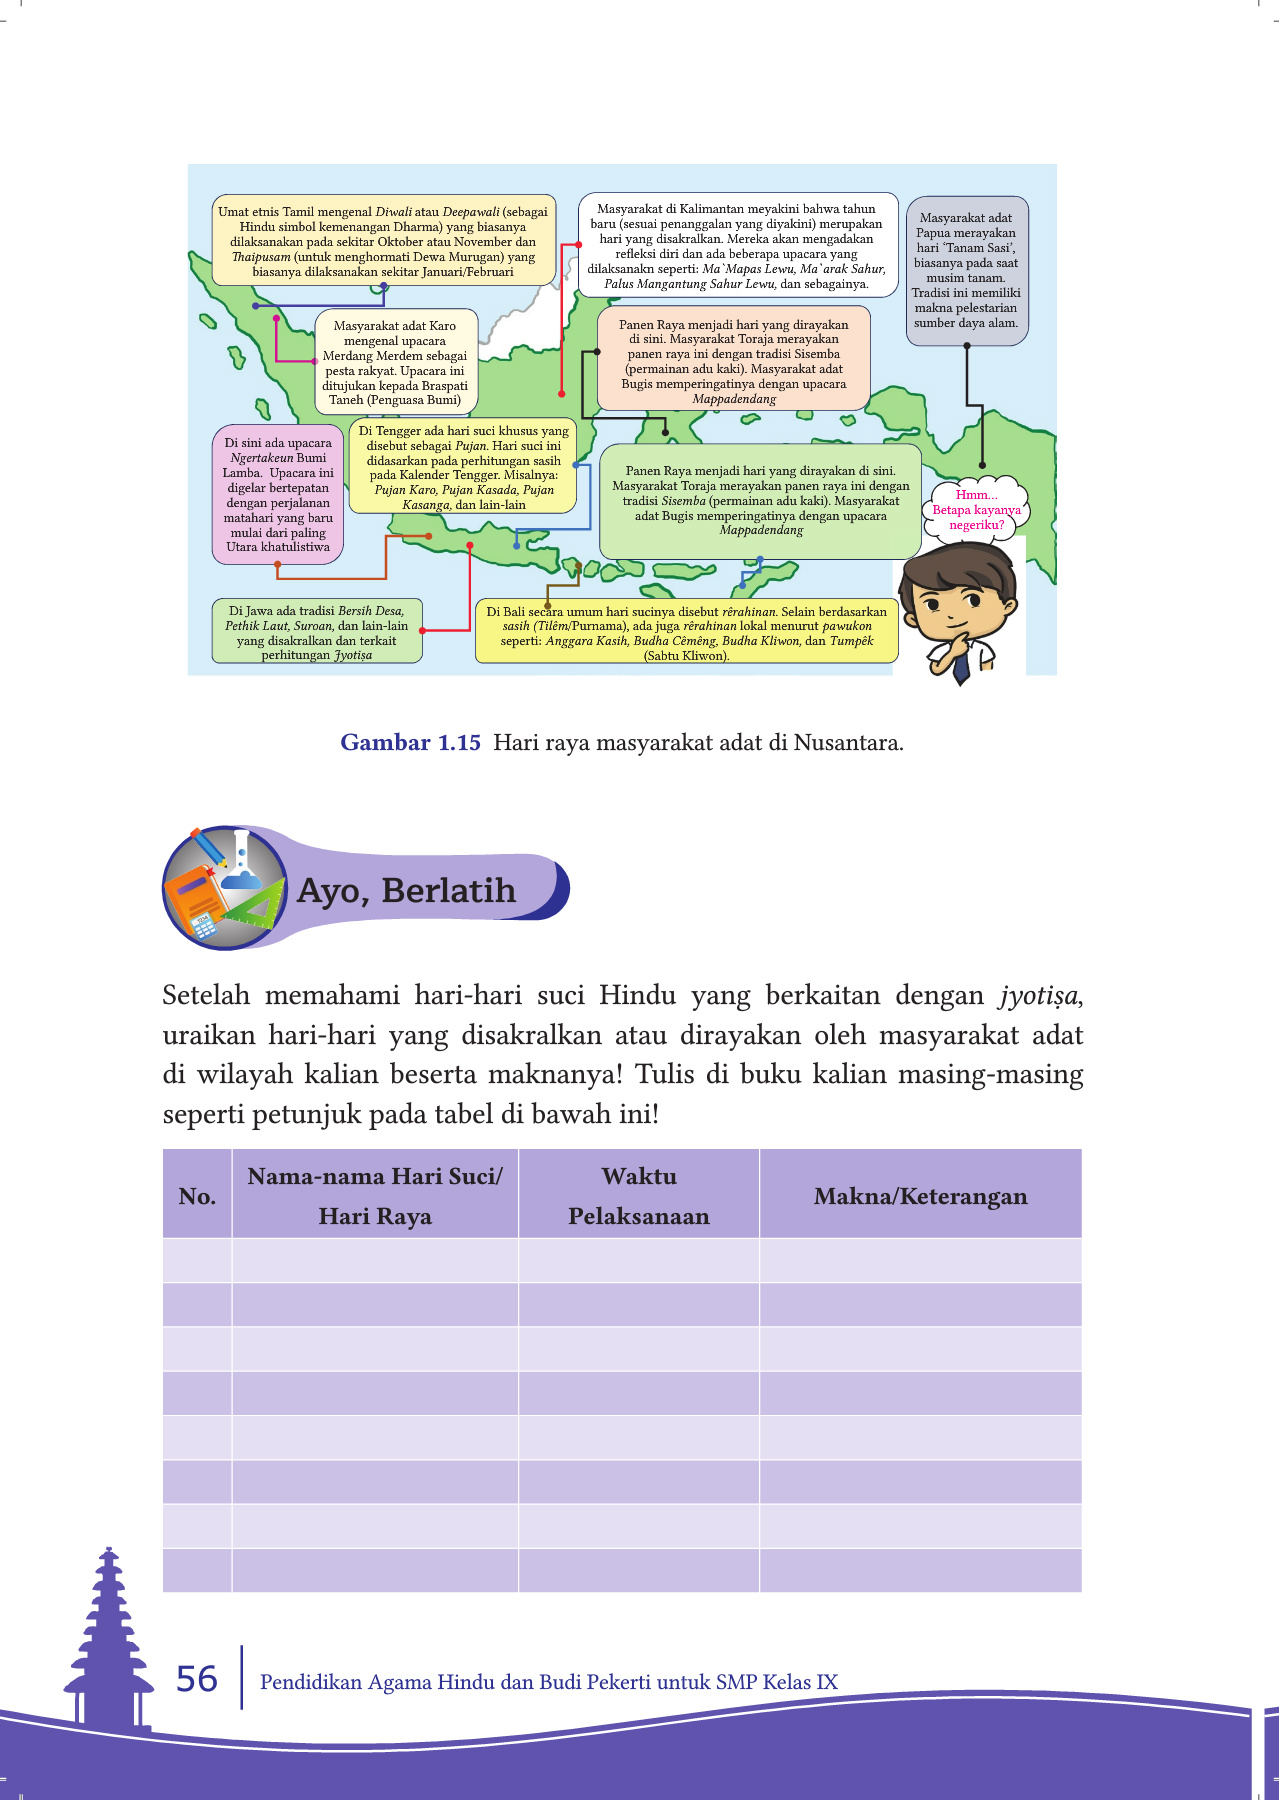 Umat etnis Tamil mengenal Diwali atau Deepawali (sebagai
Hindu simbol kemenangan Dharma) yang biasanya
dilaksanakan pada sekitar Oktober atau November dan
Thaipusam (untuk menghormati Dewa Murugan) yang
biasanya dilaksanakan sekitar Januari/Februari
Masyarakat di Kalimantan meyakini bahwa tahun
baru (sesuai penanggalan yang diyakini) merupakan
hari yang disakralkan. Mereka akan mengadakan
refleksi diri dan ada beberapa upacara yang
dilaksanakn seperti: Ma`Mapas Lewu, Ma`arak Sahur,
Palus Mangantung Sahur Lewu, dan sebagainya.
Masyarakat adat
Papua merayakan
hari ‘Tanam Sasi’,
biasanya pada saat
musim tanam.
Tradisi ini memiliki
makna pelestarian
sumber daya alam.
Masyarakat adat Karo
mengenal upacara
Merdang Merdem sebagai
pesta rakyat. Upacara ini
ditujukan kepada Braspati
Taneh (Penguasa Bumi)
Panen Raya menjadi hari yang dirayakan
di sini. Masyarakat Toraja merayakan
panen raya ini dengan tradisi Sisemba
(permainan adu kaki). Masyarakat adat
Bugis memperingatinya dengan upacara
Mappadendang
Di sini ada upacara
Ngertakeun Bumi
Lamba. Upacara ini
digelar bertepatan
dengan perjalanan
matahari yang baru
mulai dari paling
Utara khatulistiwa
Di Tengger ada hari suci khusus yang
disebut sebagai Pujan. Hari suci ini
didasarkan pada perhitungan sasih
pada Kalender Tengger. Misalnya:
Pujan Karo, Pujan Kasada, Pujan
Kasanga, dan lain-lain
Panen Raya menjadi hari yang dirayakan di sini.
Masyarakat Toraja merayakan panen raya ini dengan
tradisi Sisemba (permainan adu kaki). Masyarakat
adat Bugis memperingatinya dengan upacara
Mappadendang
Hmm...
Betapa kayanya
negeriku?
Di Jawa ada tradisi Bersih Desa,
Pethik Laut, Suroan, dan lain-lain
yang disakralkan dan terkait
perhitungan Jyotiṣa
Di Bali secara umum hari sucinya disebut rêrahinan. Selain berdasarkan
sasih (Tilêm/Purnama), ada juga rêrahinan lokal menurut pawukon
seperti: Anggara Kasih, Budha Cêmêng, Budha Kliwon, dan Tumpêk
(Sabtu Kliwon).
Gambar 1.15 Hari raya masyarakat adat di Nusantara.
Ayo, Berlatih
Setelah memahami hari-hari suci Hindu yang berkaitan dengan jyotiṣa,
uraikan hari-hari yang disakralkan atau dirayakan oleh masyarakat adat
di wilayah kalian beserta maknanya! Tulis di buku kalian masing-masing
seperti petunjuk pada tabel di bawah ini!
No.
Nama-nama Hari Suci/
Hari Raya
Waktu
Pelaksanaan
Makna/Keterangan
56
Pendidikan Agama Hindu dan Budi Pekerti untuk SMP Kelas IX